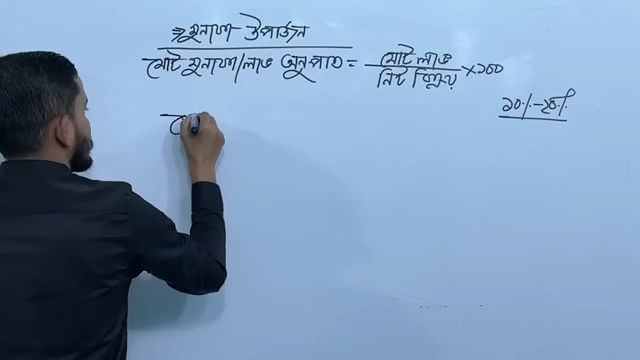 ⇛ মুনাফা উপার্জন
মোট মুনাফা/লাভ অনুপাত = মোট লাভ / নিট বিক্রয় × ১০০
২০%-২৫%